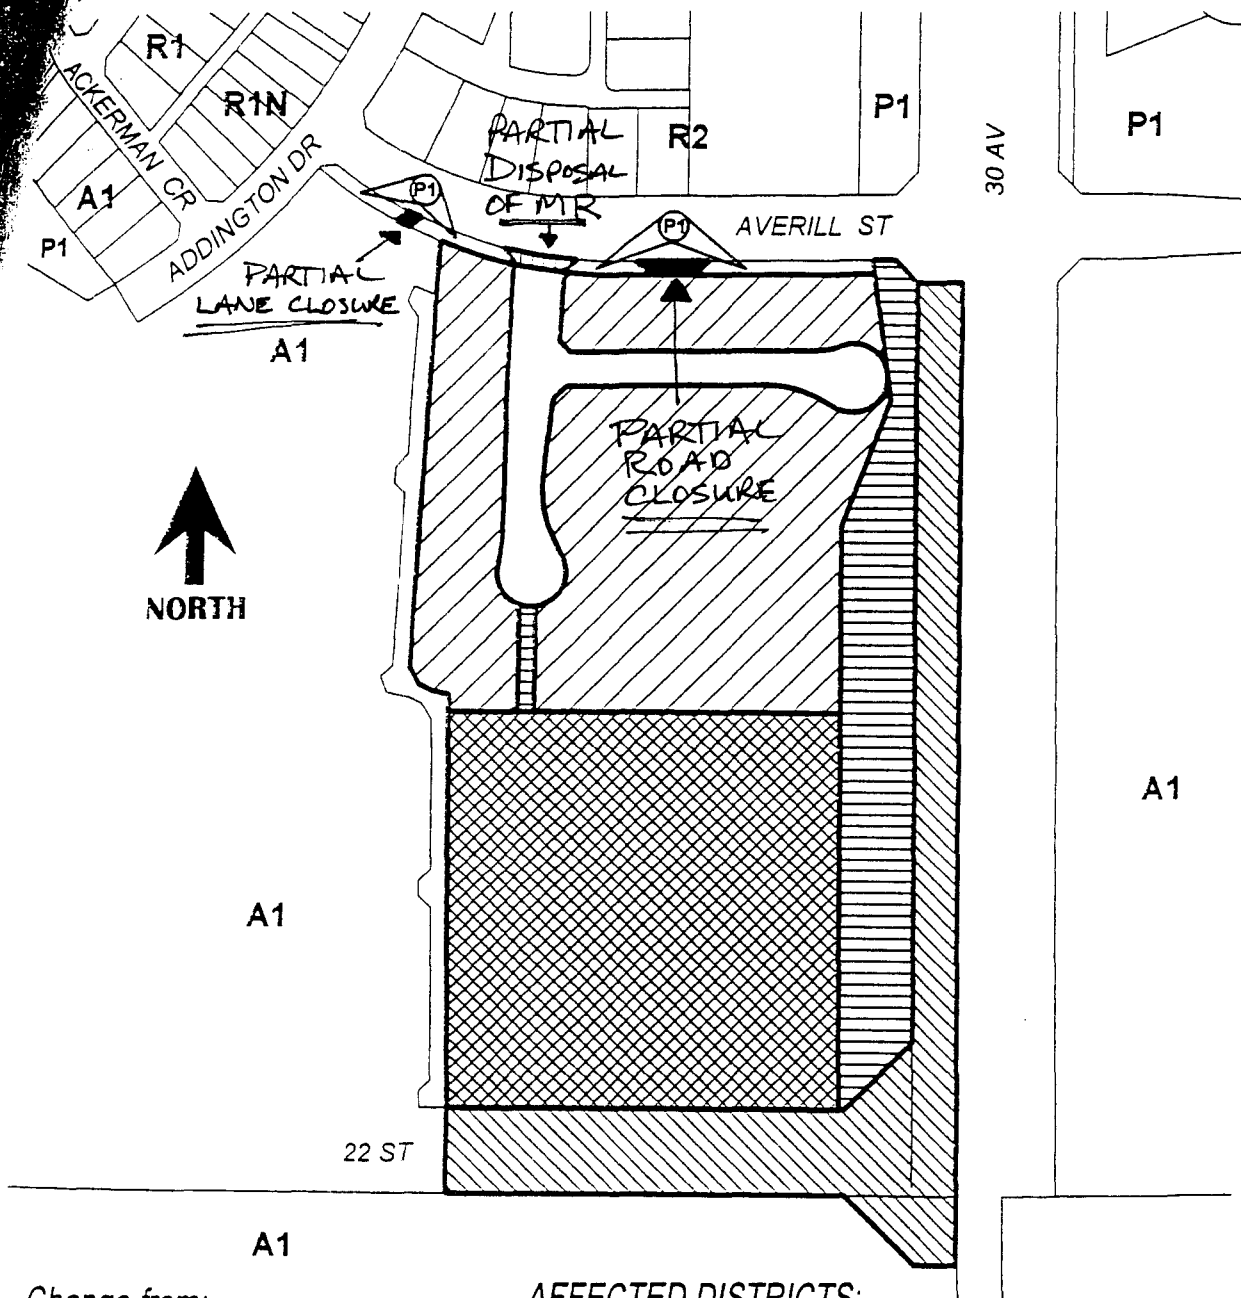 R1
ACKERMAN CR
R1N
P1
P1
PARTIAL
DISPOSAL
OF MR
R2
30 AV
A1
ADDINGTON DR
P1
P1
AVERILL ST
P1
PARTIAL
LANE CLOSURE
A1
PARTIAL
ROAD
CLOSURE
NORTH
A1
A1
22 ST
A1
Change from:
AFFECTED DISTRICTS: